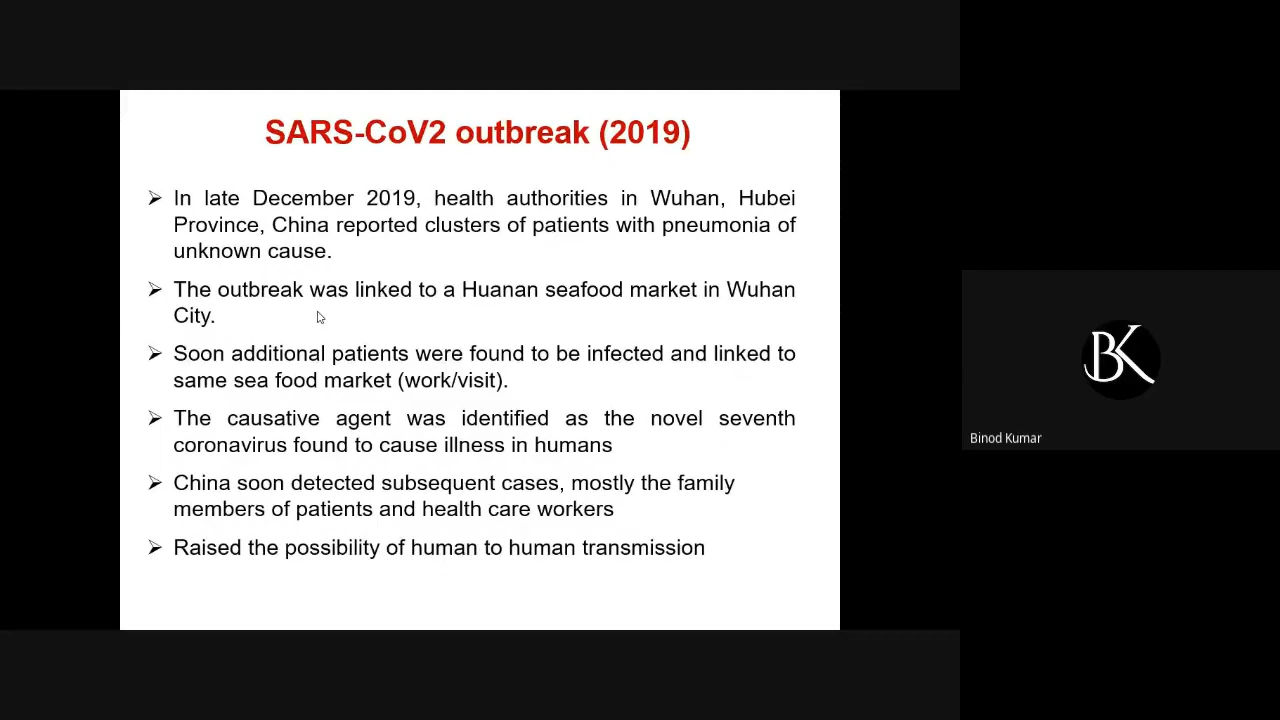 SARS-CoV2 outbreak (2019)
➢ In late December 2019, health authorities in Wuhan, Hubei
Province, China reported clusters of patients with pneumonia of
unknown cause.
➢ The outbreak was linked to a Huanan seafood market in Wuhan
City.
➢ Soon additional patients were found to be infected and linked to
same sea food market (work/visit).
➢ The causative agent was identified as the novel seventh
coronavirus found to cause illness in humans
➢ China soon detected subsequent cases, mostly the family
members of patients and health care workers
➢ Raised the possibility of human to human transmission
BK
Binod Kumar